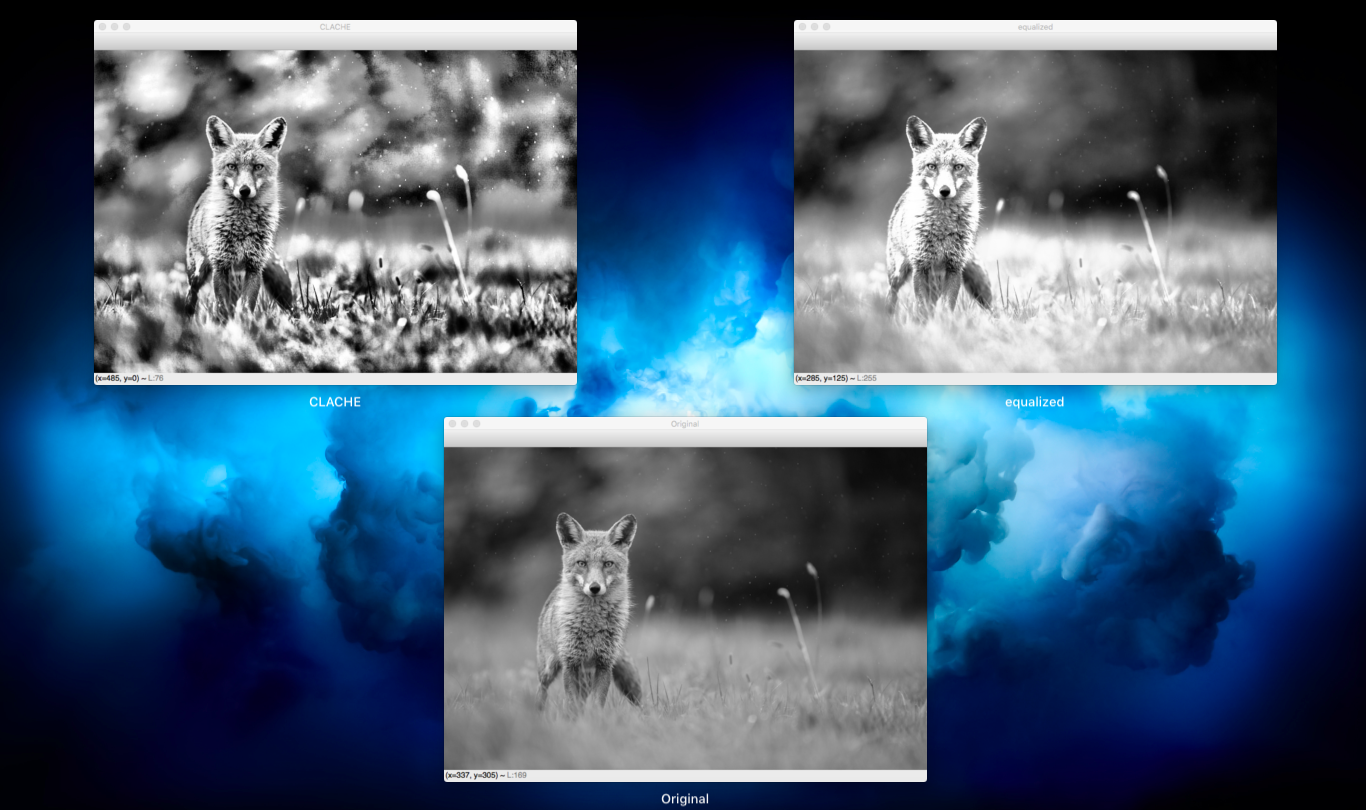 CLACHE
equalized
(x=485, y=0) ~ L:76
(x=285, y=125) ~ L:255
CLACHE
equalized
Original
(x=337, y=305) ~ L:169
Original